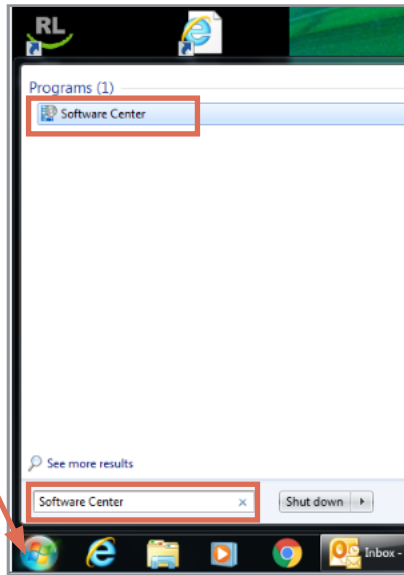 RL
Programs (1)
Software Center
See more results
Software Center
Shut down
Inbox -